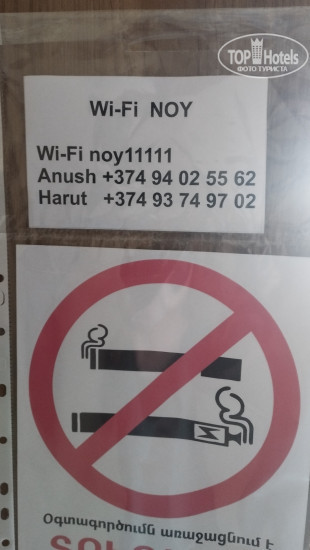 TOP Hotels
ФОТО ТУРИСТА
Wi-Fi NOY
Wi-Fi noy11111
Anush +374 94 02 55 62
Harut +374 93 74 97 02
Օգտագործումն առաջացնում է